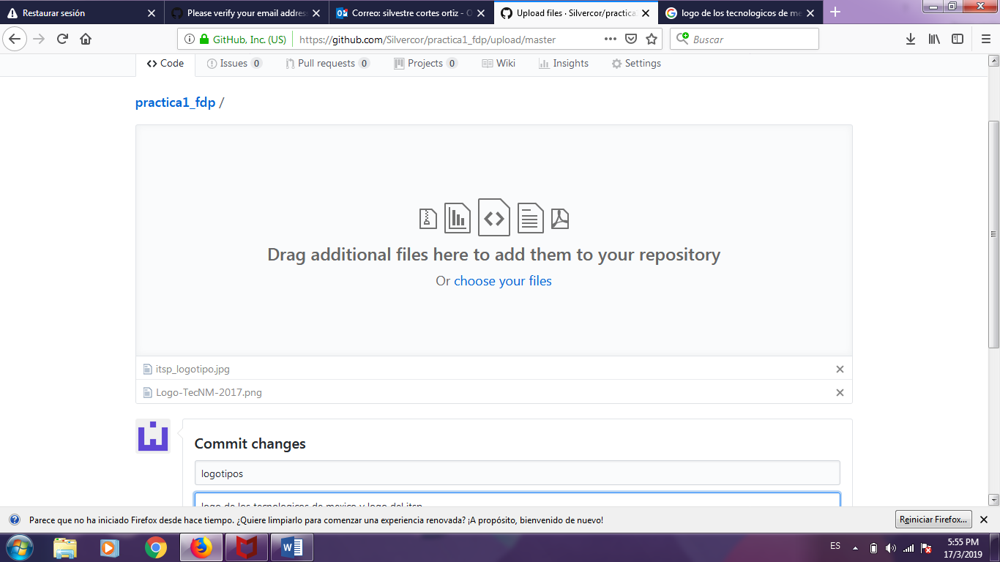 Restaurar sesión
Please verify your email addres
Correo: silvestre cortes ortiz - O
Upload files · Silvercor/practica
logo de los tecnologicos de me
GitHub, Inc. (US)
https://github.com/Silvercor/practica1_fdp/upload/master
Buscar
Code
Issues 0
Pull requests 0
Projects 0
Wiki
Insights
Settings
practica1_fdp /
Drag additional files here to add them to your repository
Or choose your files
itsp_logotipo.jpg
Logo-TecNM-2017.png
Commit changes
logotipos
logo de los tecnologicos de mexico y logo del itsp
Parece que no ha iniciado Firefox desde hace tiempo. ¿Quiere limpiarlo para comenzar una experiencia renovada? ¡A propósito, bienvenido de nuevo!
Reiniciar Firefox...
ES
5:55 PM
17/3/2019